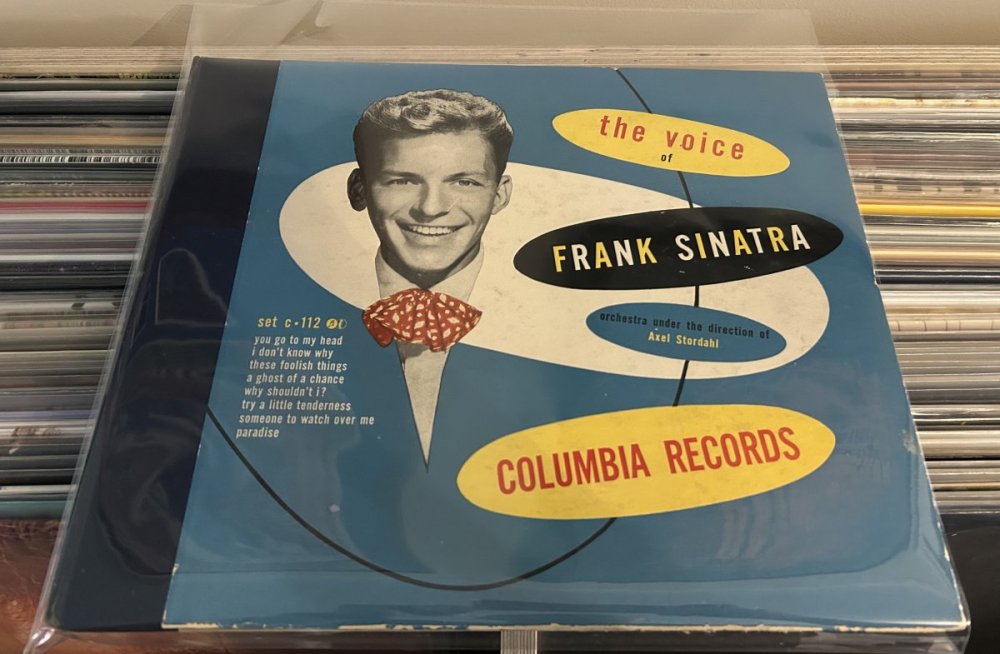 the voice
of
FRANK SINATRA
orchestra under the direction of
Axel Stordahl
set c•112
you go to my head
i don't know why
these foolish things
a ghost of a chance
why shouldn't i?
try a little tenderness
someone to watch over me
paradise
COLUMBIA RECORDS